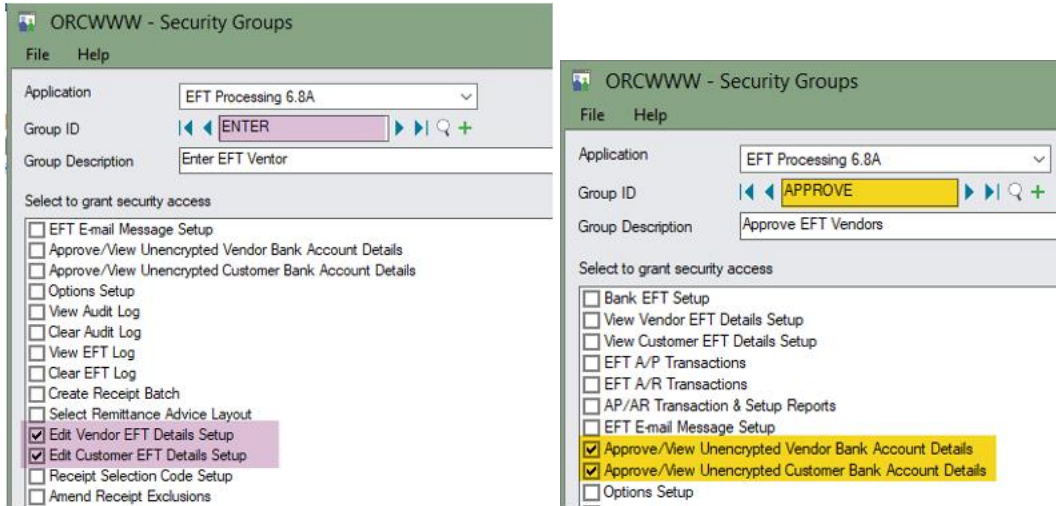 ORCWWW - Security Groups
File Help
Application EFT Processing 6.8A
Group ID ENTER
Group Description Enter EFT Ventor
Select to grant security access
EFT E-mail Message Setup
Approve/View Unencrypted Vendor Bank Account Details
Approve/View Unencrypted Customer Bank Account Details
Options Setup
View Audit Log
Clear Audit Log
View EFT Log
Clear EFT Log
Create Receipt Batch
Select Remittance Advice Layout
Edit Vendor EFT Details Setup
Edit Customer EFT Details Setup
Receipt Selection Code Setup
Amend Receipt Exclusions
ORCWWW - Security Groups
File Help
Application EFT Processing 6.8A
Group ID APPROVE
Group Description Approve EFT Vendors
Select to grant security access
Bank EFT Setup
View Vendor EFT Details Setup
View Customer EFT Details Setup
EFT A/P Transactions
EFT A/R Transactions
AP/AR Transaction & Setup Reports
EFT E-mail Message Setup
Approve/View Unencrypted Vendor Bank Account Details
Approve/View Unencrypted Customer Bank Account Details
Options Setup